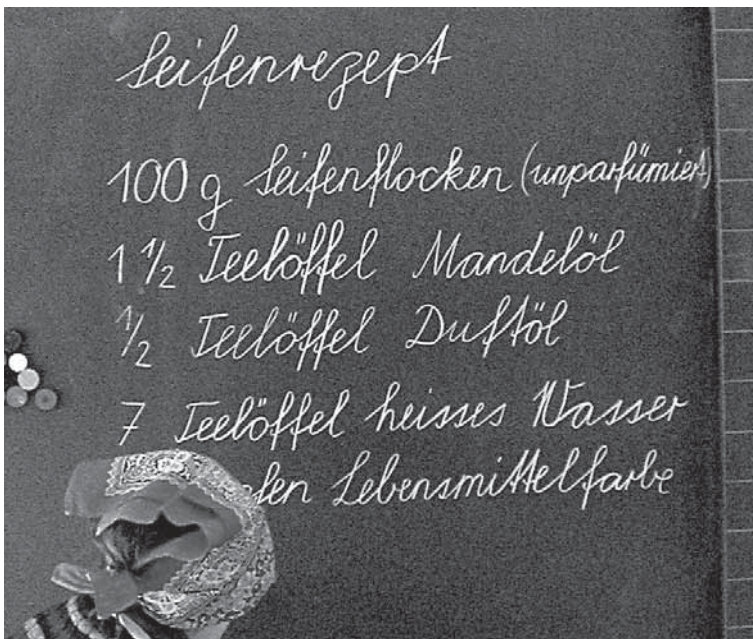 Seifenrezept
100 g Seifenflocken (unparfümiert)
1 1/2 Teelöffel Mandelöl
1/2 Teelöffel Duftöl
7 Teelöffel heisses Wasser
Lebensmittelfarbe